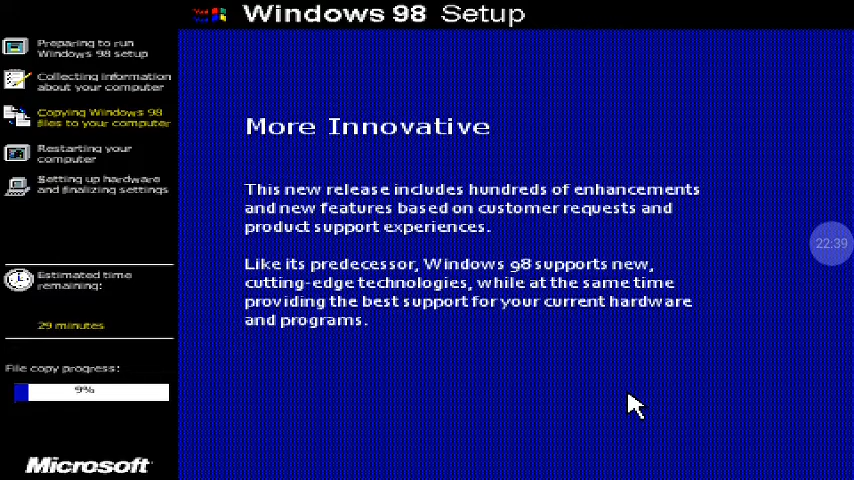 Windows 98 Setup
Preparing to run
Windows 98 setup
Collecting information
about your computer
Copying Windows 98
files to your computer
Restarting your
computer
Setting up hardware
and finalizing settings
Estimated time
remaining:
29 minutes
File copy progress:
9%
Microsoft
More Innovative
This new release includes hundreds of enhancements
and new features based on customer requests and
product support experiences.
Like its predecessor, Windows 98 supports new,
cutting-edge technologies, while at the same time
providing the best support for your current hardware
and programs.
22:39